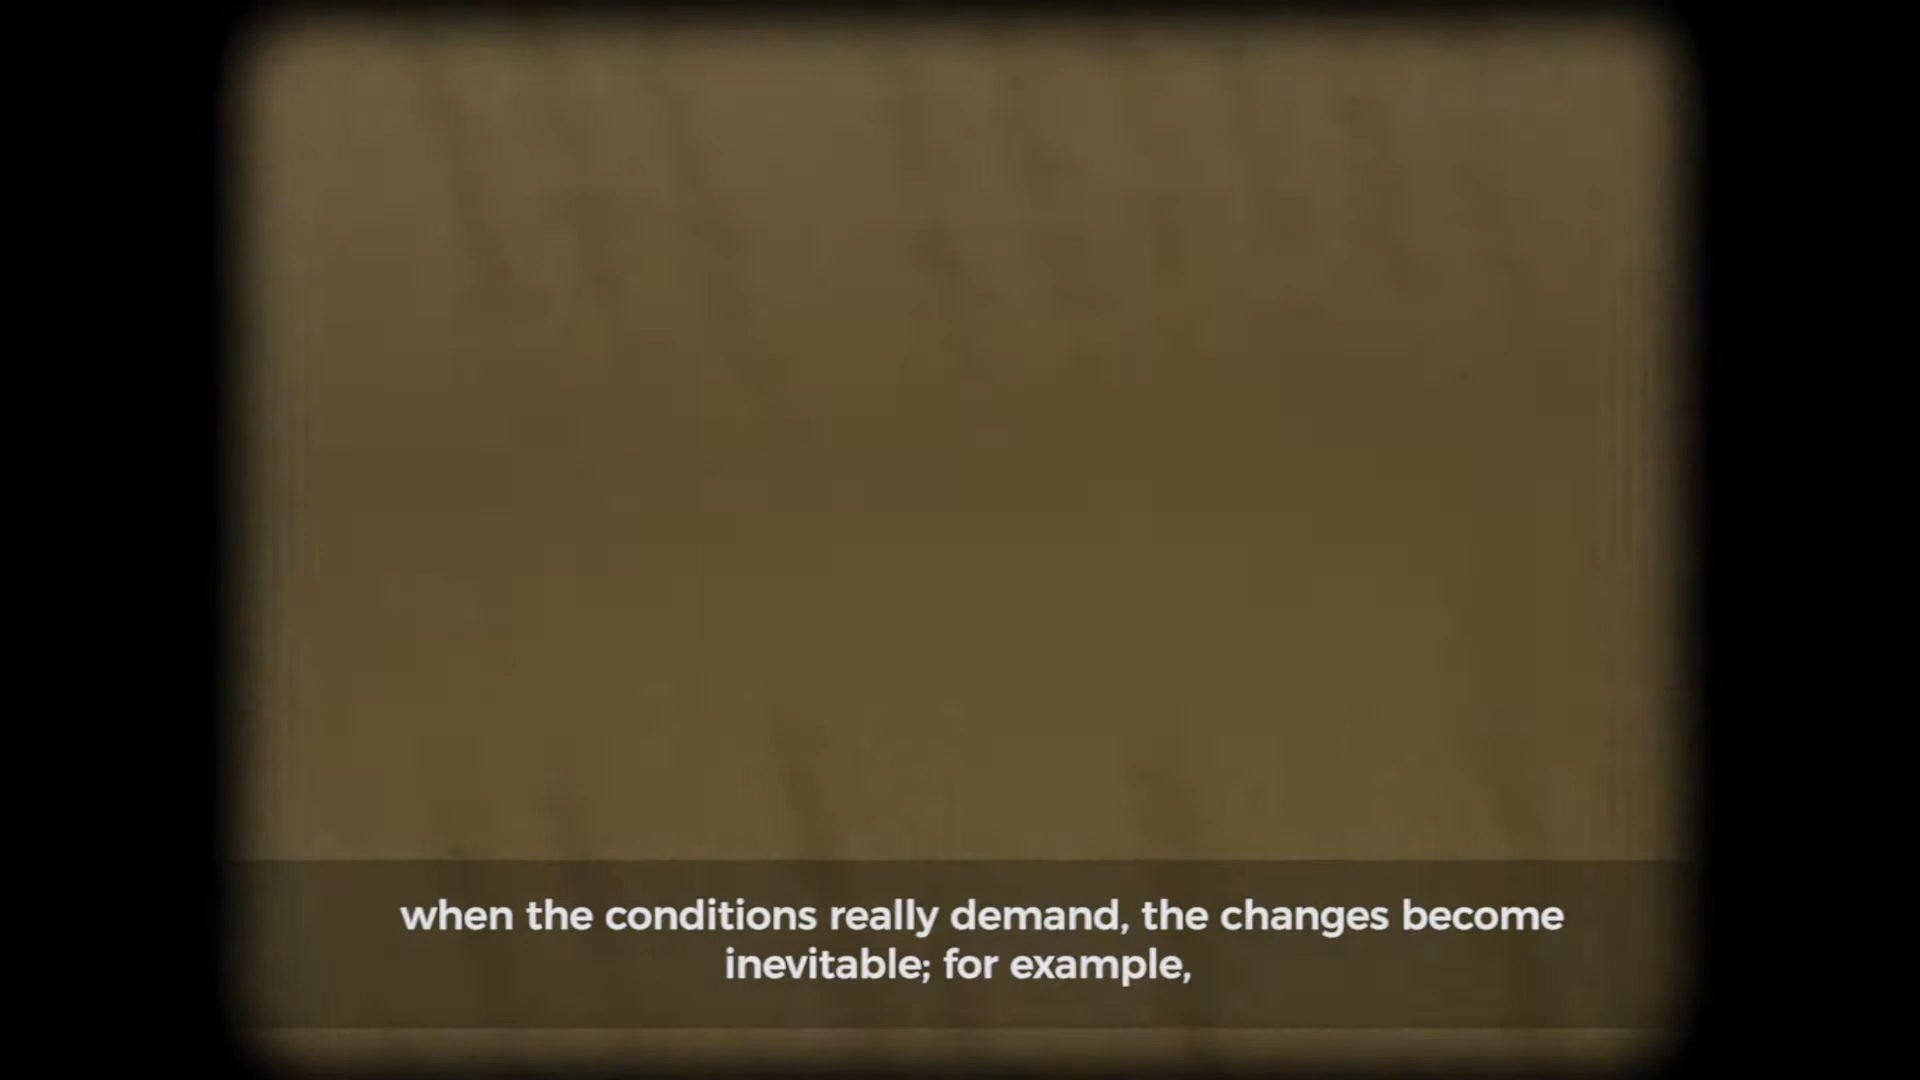 when the conditions really demand, the changes become
inevitable; for example,